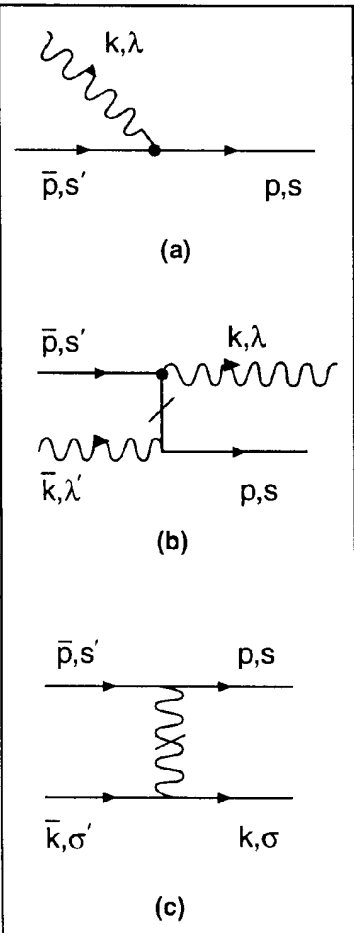 k,λ
p̄,s′ p,s
(a)
p̄,s′ k,λ
k̄,λ′ p,s
(b)
p̄,s′ p,s
k̄,σ′ k,σ
(c)